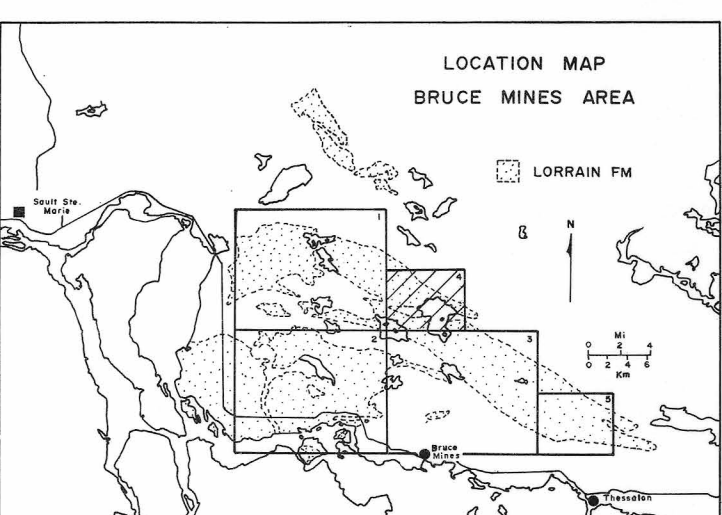 LOCATION MAP
BRUCE MINES AREA
LORRAIN FM
Sault Ste.
Marie
N
1
4
2
3
5
Mi
0 2 4
0 2 4 6
Km
Bruce
Mines
Thessalon